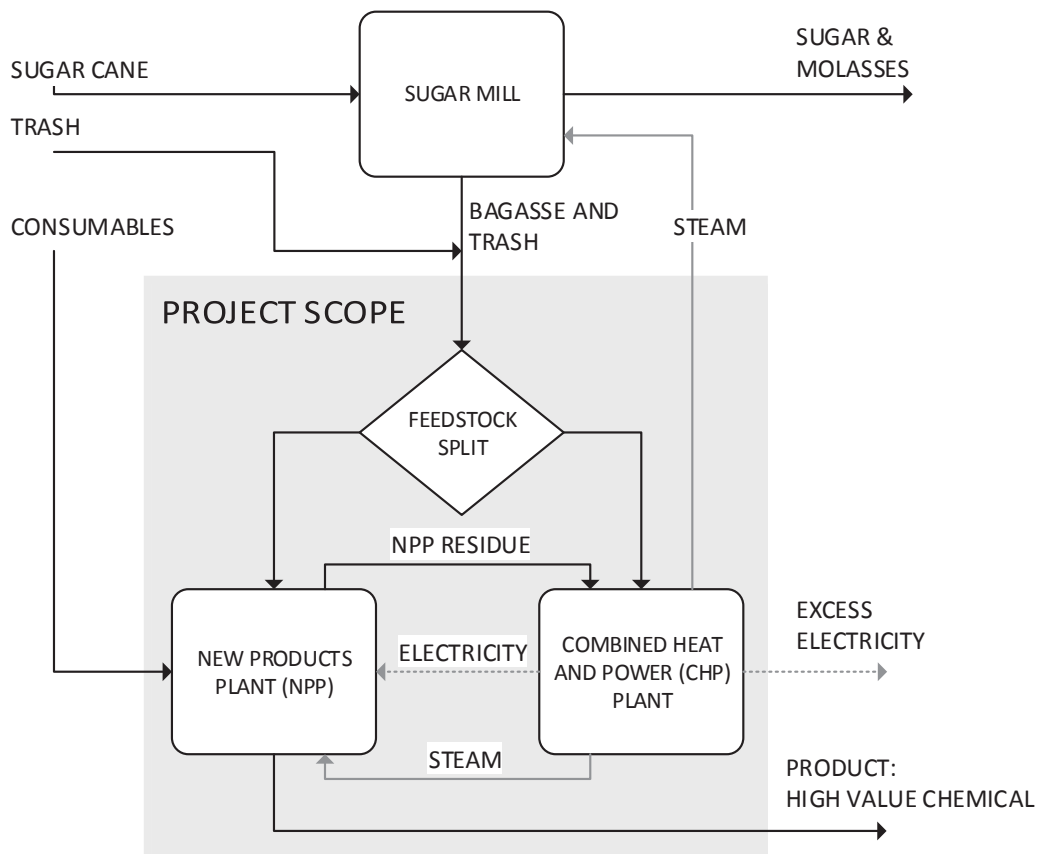 SUGAR CANE
SUGAR MILL
SUGAR &
MOLASSES
TRASH
BAGASSE AND
TRASH
STEAM
CONSUMABLES
PROJECT SCOPE
FEEDSTOCK
SPLIT
NPP RESIDUE
NEW PRODUCTS
PLANT (NPP)
ELECTRICITY
COMBINED HEAT
AND POWER (CHP)
PLANT
EXCESS
ELECTRICITY
STEAM
PRODUCT:
HIGH VALUE CHEMICAL